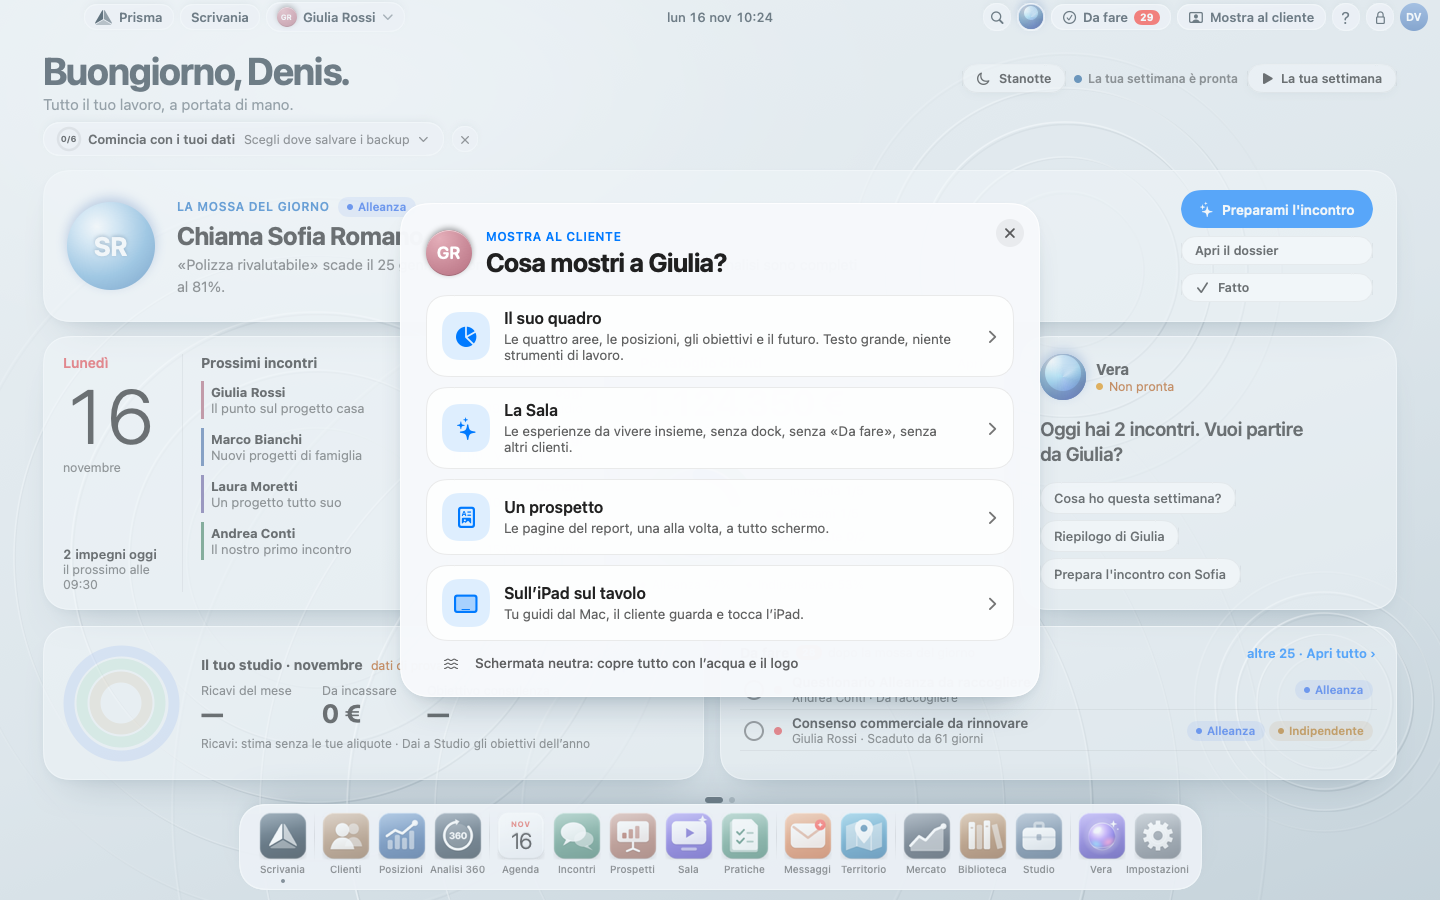 Prisma
Scrivania
GR
Giulia Rossi
lun 16 nov 10:24
Da fare
29
Mostra al cliente
?
DV
Buongiorno, Denis.
Tutto il tuo lavoro, a portata di mano.
Stanotte
La tua settimana è pronta
La tua settimana
0/6
Comincia con i tuoi dati
Scegli dove salvare i backup
SR
LA MOSSA DEL GIORNO
Alleanza
Chiama Sofia Roman
«Polizza rivalutabile» scade il 25
al 81%.
Preparami l'incontro
Apri il dossier
Fatto
GR
MOSTRA AL CLIENTE
Cosa mostri a Giulia?
Il suo quadro
Le quattro aree, le posizioni, gli obiettivi e il futuro. Testo grande, niente
strumenti di lavoro.
La Sala
Le esperienze da vivere insieme, senza dock, senza «Da fare», senza
altri clienti.
Un prospetto
Le pagine del report, una alla volta, a tutto schermo.
Sull’iPad sul tavolo
Tu guidi dal Mac, il cliente guarda e tocca l’iPad.
Schermata neutra: copre tutto con l’acqua e il logo
Lunedì
16
novembre
2 impegni oggi
il prossimo alle
09:30
Prossimi incontri
Giulia Rossi
Il punto sul progetto casa
Marco Bianchi
Nuovi progetti di famiglia
Laura Moretti
Un progetto tutto suo
Andrea Conti
Il nostro primo incontro
Vera
Non pronta
Oggi hai 2 incontri. Vuoi partire
da Giulia?
Cosa ho questa settimana?
Riepilogo di Giulia
Prepara l'incontro con Sofia
Il tuo studio · novembre
dati d
Ricavi del mese
Da incassare
—
0 €
—
Ricavi: stima senza le tue aliquote · Dai a Studio gli obiettivi dell'anno
altre 25 · Apri tutto ›
Andrea Conti · Da raccogliere
Alleanza
Consenso commerciale da rinnovare
Giulia Rossi · Scaduto da 61 giorni
Alleanza
Indipendente
360
NOV
16
Scrivania
Clienti
Posizioni
Analisi 360
Agenda
Incontri
Prospetti
Sala
Pratiche
Messaggi
Territorio
Mercato
Biblioteca
Studio
Vera
Impostazioni